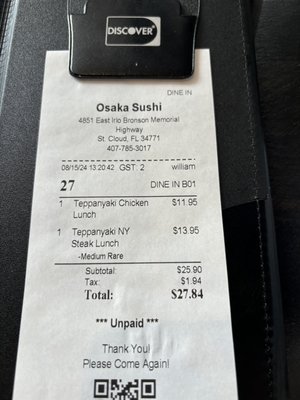 DISCOVER
DINE IN
Osaka Sushi
4851 East Irlo Bronson Memorial
Highway
St. Cloud, FL 34771
407-785-3017
08/15/24 13:20:42 GST: 2 william
27 DINE IN B01
1 Teppanyaki Chicken $11.95
Lunch
1 Teppanyaki NY $13.95
Steak Lunch
-Medium Rare
Subtotal: $25.90
Tax: $1.94
Total: $27.84
*** Unpaid ***
Thank You!
Please Come Again!